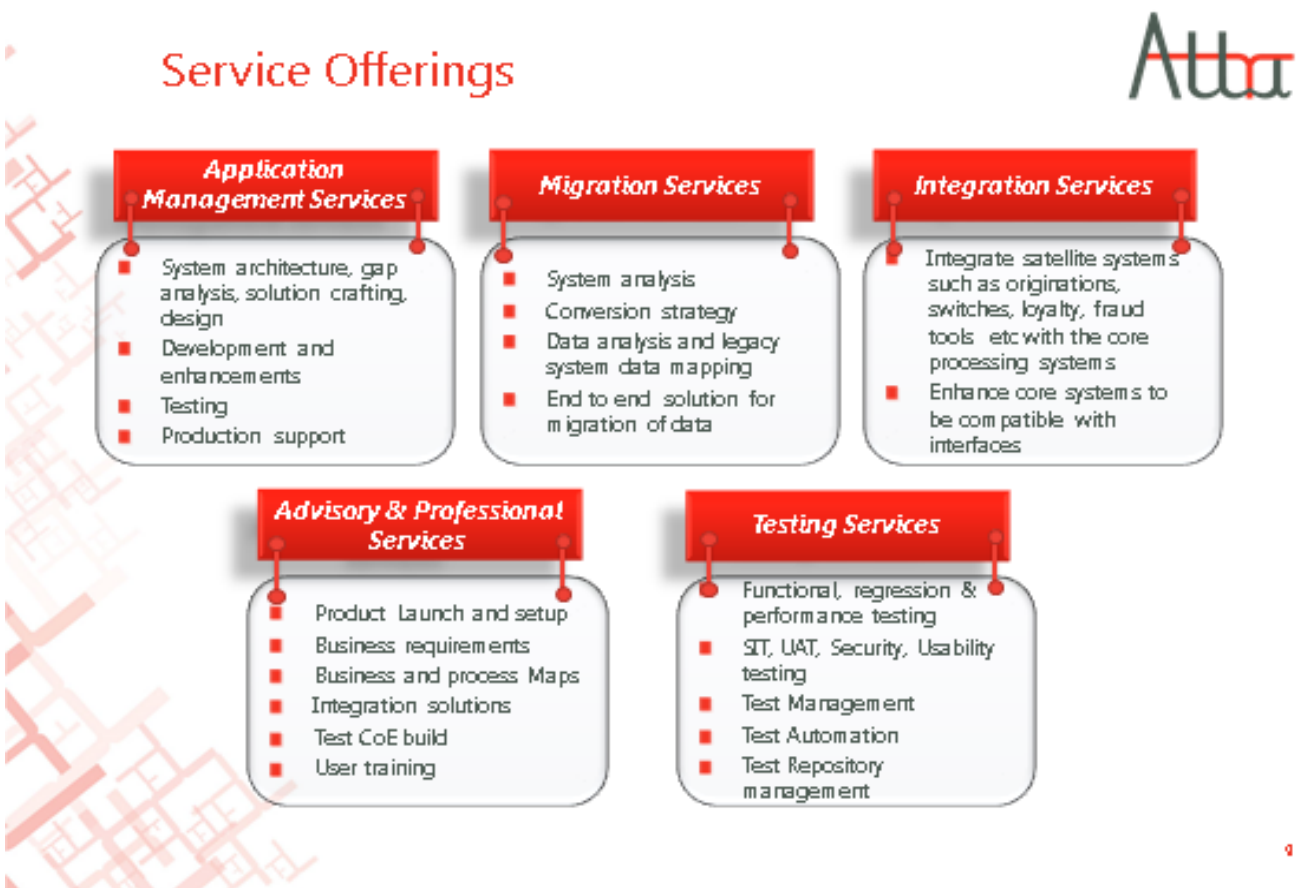 Service Offerings
Attra
Application
Management Services
System architecture, gap
analysis, solution crafting,
design
Development and
enhancements
Testing
Production support
Migration Services
System analysis
Conversion strategy
Data analysis and legacy
system data mapping
End to end solution for
migration of data
Integration Services
Integrate satellite systems
such as originations,
switches, loyalty, fraud
tools etc with the core
processing systems
Enhance core systems to
be compatible with
interfaces
Advisory & Professional
Services
Product Launch and setup
Business requirements
Business and process Maps
Integration solutions
Test CoE build
User training
Testing Services
Functional, regression &
performance testing
SIT, UAT, Security, Usability
testing
Test Management
Test Automation
Test Repository
management